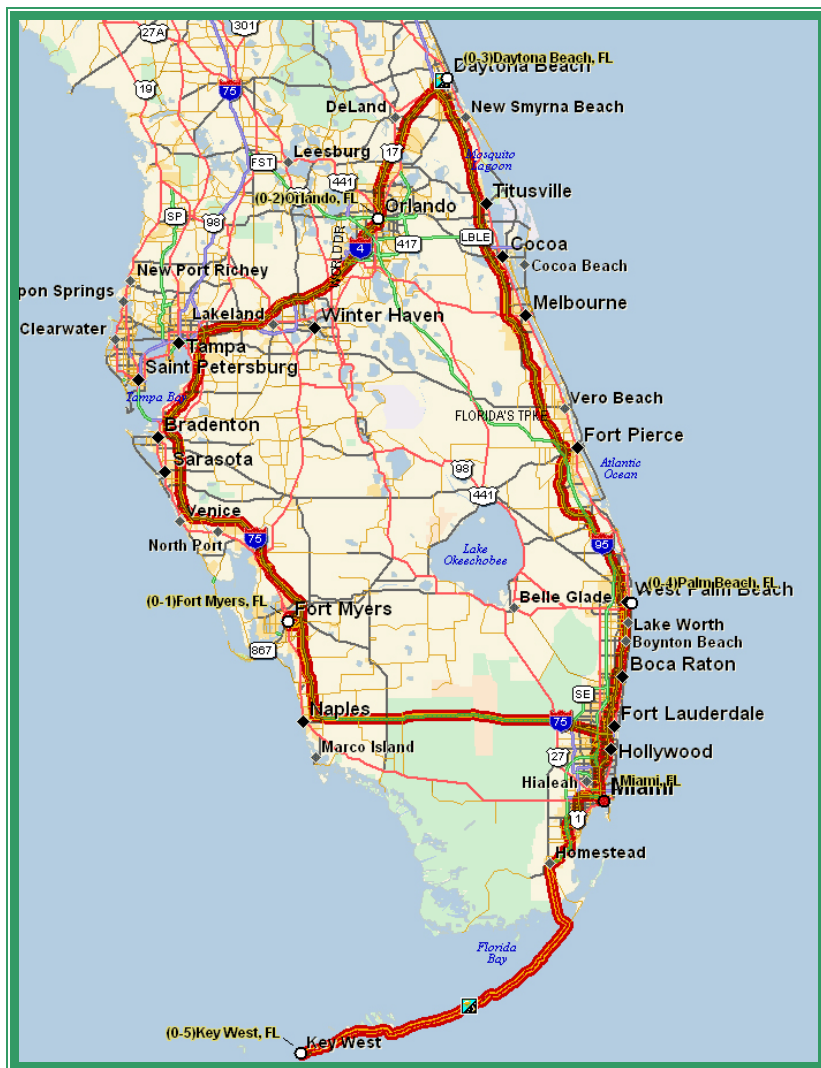 301
27A
US
(0-3)Daytona Beach, FL
Daytona Beach
19
75
DeLand
New Smyrna Beach
17
Leesburg
FST
Mosquito
Lagoon
441
Titusville
(0-2)Orlando, FL
Orlando
SP
98
4
417
LBLE
Cocoa
Cocoa Beach
New Port Richey
pon Springs
Melbourne
Lakeland
Winter Haven
Clearwater
Tampa
Saint Petersburg
Tampa Bay
Vero Beach
FLORIDA'S TPKE
Bradenton
Fort Pierce
Sarasota
98
Atlantic
Ocean
441
Venice
North Port
75
95
Lake
Okeechobee
(0-4)Palm Beach, FL
West Palm Beach
(0-1)Fort Myers, FL
Fort Myers
Belle Glade
Lake Worth
Boynton Beach
867
Boca Raton
SE
Naples
75
Fort Lauderdale
Marco Island
27
Hollywood
Hialeah
Miami, FL
Miami
1
Homestead
Florida
Bay
(0-5)Key West, FL
Key West